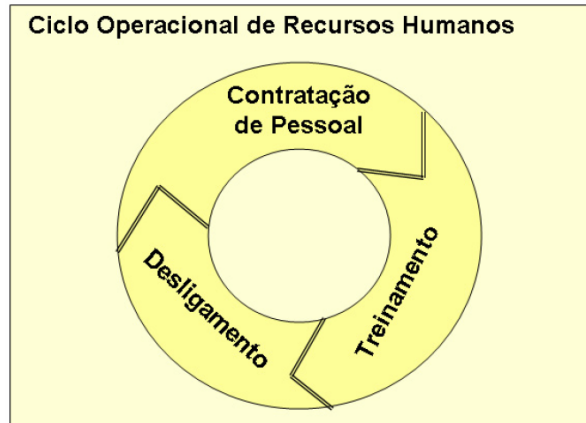 Ciclo Operacional de Recursos Humanos
Contratação
de Pessoal
Treinamento
Desligamento